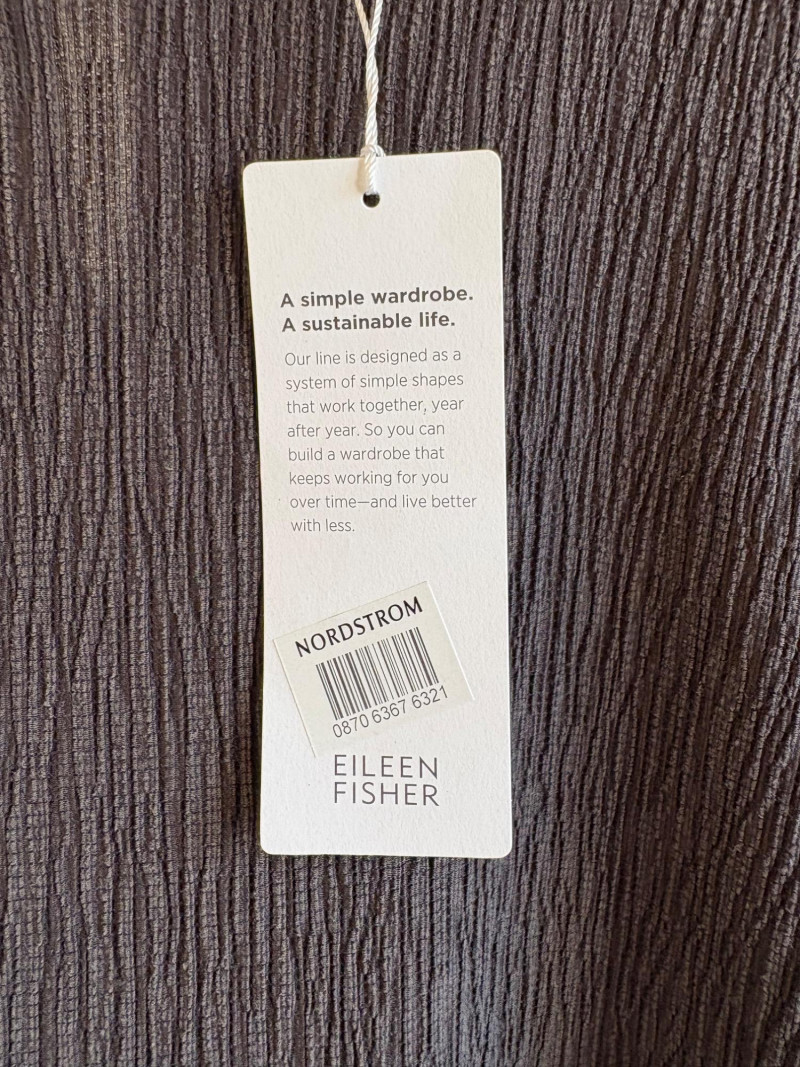 A simple wardrobe.
A sustainable life.
Our line is designed as a
system of simple shapes
that work together, year
after year. So you can
build a wardrobe that
keeps working for you
over time—and live better
with less.
NORDSTROM
0870 6367 6321
EILEEN
FISHER